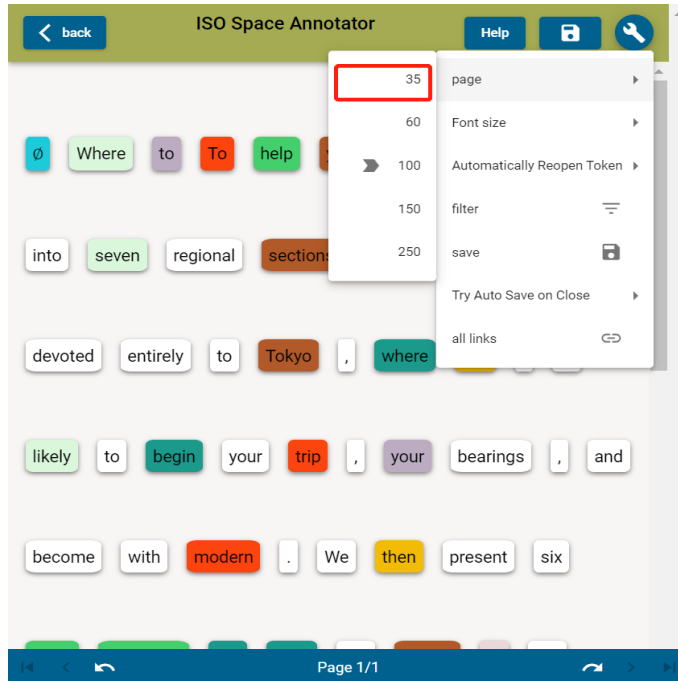 back
ISO Space Annotator
Help
35 page
60 Font size
100 Automatically Reopen Token
150 filter
250 save
Try Auto Save on Close
all links
Ø Where to To help
into seven regional sections
devoted entirely to Tokyo , where
likely to begin your trip , your bearings , and
become with modern . We then present six
Page 1/1